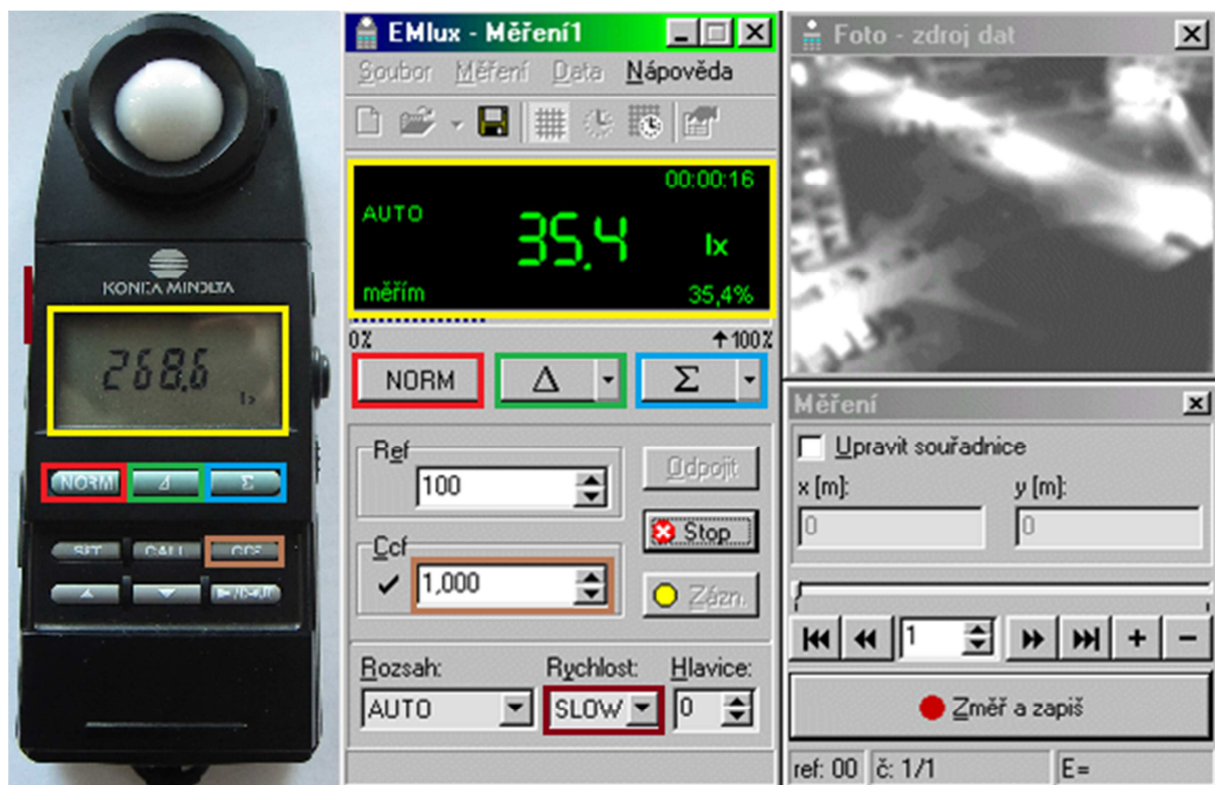 KONICA MINOLTA
268.6
lx
NORM Δ Σ
SET CALL CCF
EMlux - Měření1
Soubor Měření Data Nápověda
00:00:16
AUTO
35.4 lx
měřím 35,4%
0% 100%
NORM Δ Σ
Ref
100
Odpojit
Stop
Ccf
1,000
Zázn.
Rozsah: Rychlost: Hlavice:
AUTO SLOW 0
Foto - zdroj dat
Měření
Upravit souřadnice
x [m]: y [m]:
0 0
1
+ −
Změř a zapiš
ref: 00 č: 1/1 E=